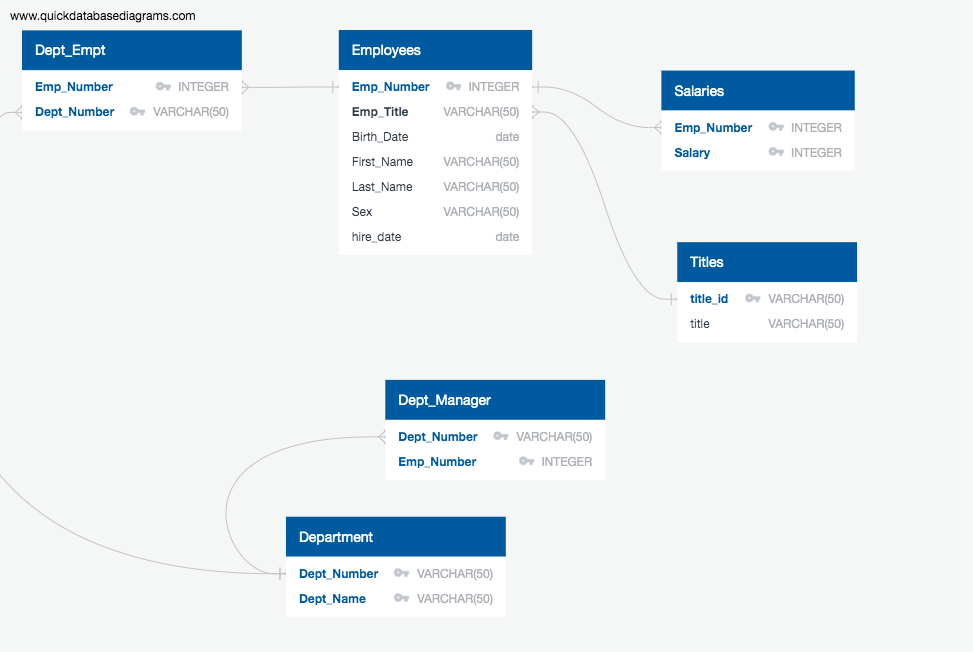 www.quickdatabasediagrams.com
Dept_Empt
Emp_Number INTEGER
Dept_Number VARCHAR(50)
Employees
Emp_Number INTEGER
Emp_Title VARCHAR(50)
Birth_Date date
First_Name VARCHAR(50)
Last_Name VARCHAR(50)
Sex VARCHAR(50)
hire_date date
Salaries
Emp_Number INTEGER
Salary INTEGER
Titles
title_id VARCHAR(50)
title VARCHAR(50)
Dept_Manager
Dept_Number VARCHAR(50)
Emp_Number INTEGER
Department
Dept_Number VARCHAR(50)
Dept_Name VARCHAR(50)